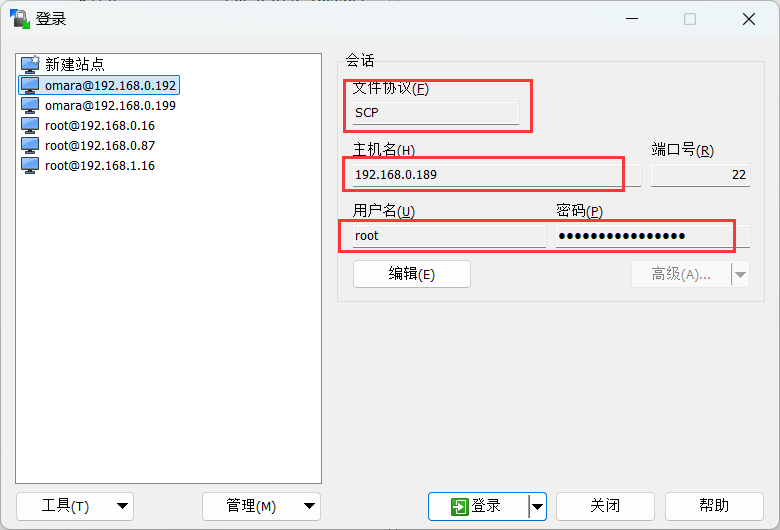 登录
新建站点
omara@192.168.0.192
omara@192.168.0.199
root@192.168.0.16
root@192.168.0.87
root@192.168.1.16
会话
文件协议(F)
SCP
主机名(H) 端口号(R)
192.168.0.189 22
用户名(U) 密码(P)
root ●●●●●●●●●●●●●●●●
编辑(E) 高级(A)...
工具(T) 管理(M) 登录 关闭 帮助